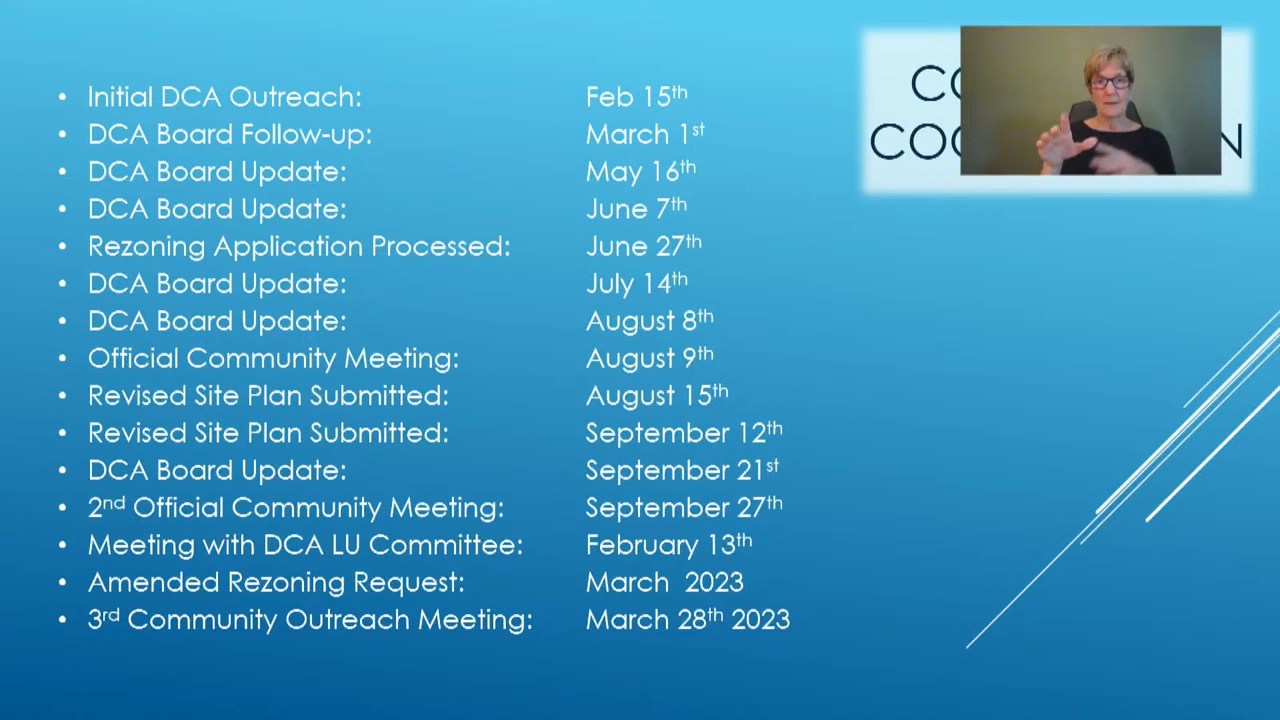 • Initial DCA Outreach: Feb 15th
• DCA Board Follow-up: March 1st
• DCA Board Update: May 16th
• DCA Board Update: June 7th
• Rezoning Application Processed: June 27th
• DCA Board Update: July 14th
• DCA Board Update: August 8th
• Official Community Meeting: August 9th
• Revised Site Plan Submitted: August 15th
• Revised Site Plan Submitted: September 12th
• DCA Board Update: September 21st
• 2nd Official Community Meeting: September 27th
• Meeting with DCA LU Committee: February 13th
• Amended Rezoning Request: March 2023
• 3rd Community Outreach Meeting: March 28th 2023